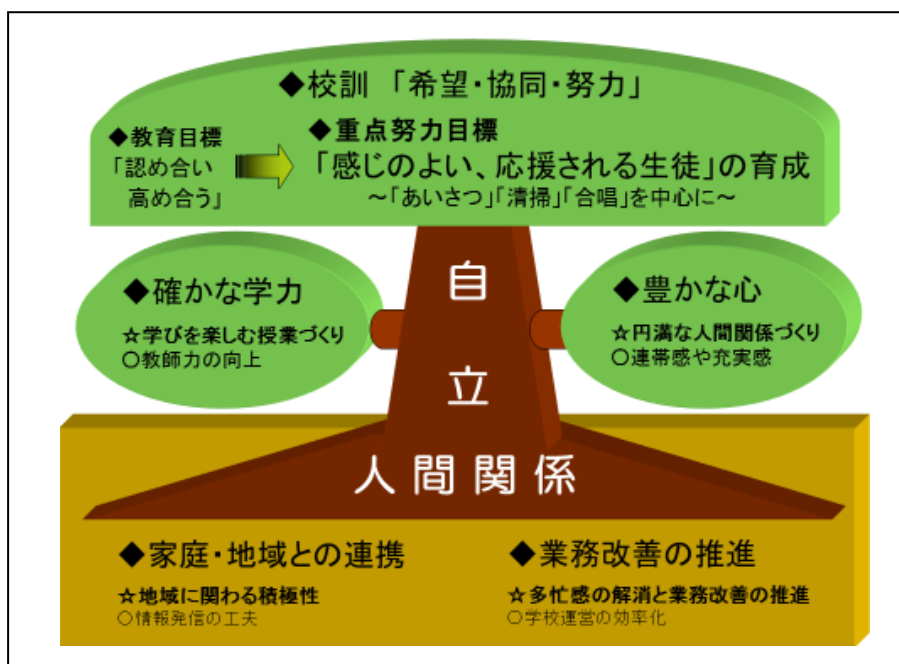 ◆校訓 「希望・協同・努力」
◆教育目標
「認め合い
高め合う」
◆重点努力目標
「感じのよい、応援される生徒」の育成
～「あいさつ」「清掃」「合唱」を中心に～
自立
◆確かな学力
☆学びを楽しむ授業づくり
○教師力の向上
◆豊かな心
☆円満な人間関係づくり
○連帯感や充実感
人間関係
◆家庭・地域との連携
☆地域に関わる積極性
○情報発信の工夫
◆業務改善の推進
☆多忙感の解消と業務改善の推進
○学校運営の効率化